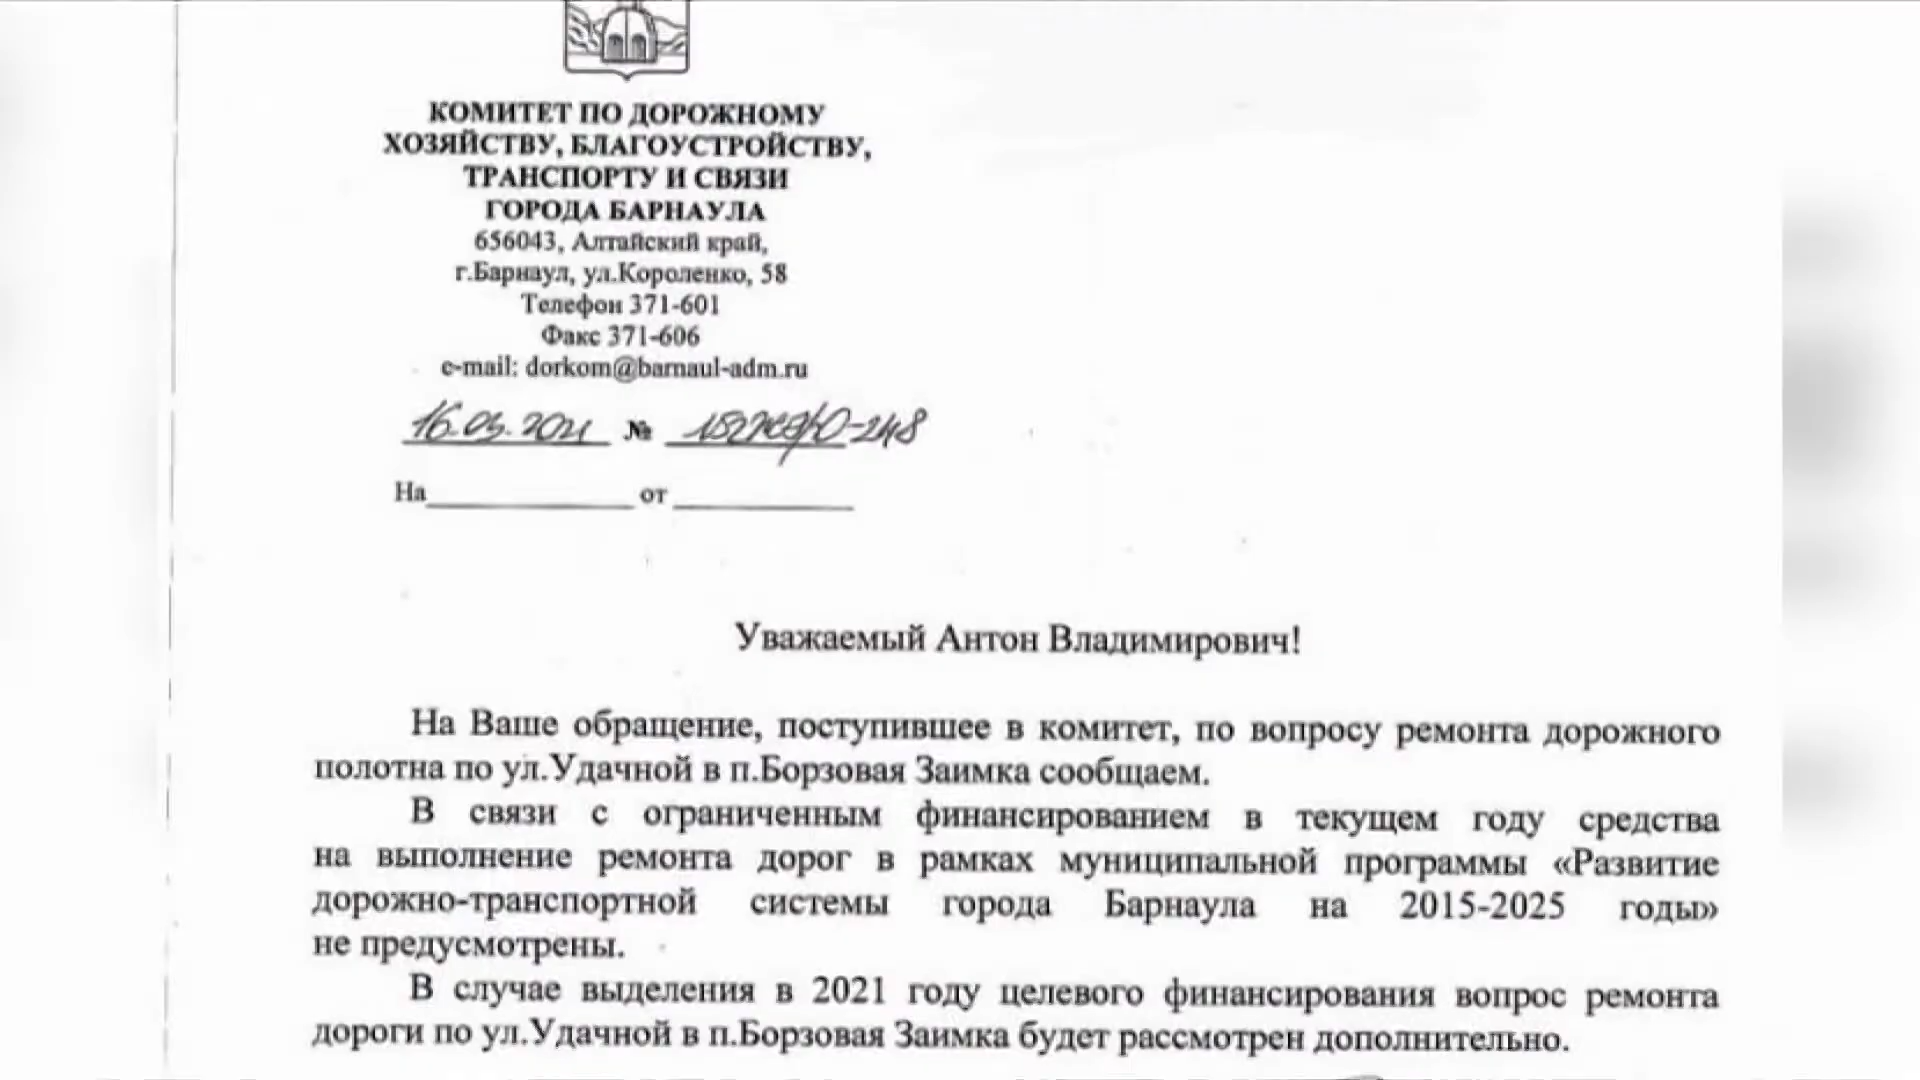 КОМИТЕТ ПО ДОРОЖНОМУ
ХОЗЯЙСТВУ, БЛАГОУСТРОЙСТВУ,
ТРАНСПОРТУ И СВЯЗИ
ГОРОДА БАРНАУЛА
656043, Алтайский край,
г.Барнаул, ул.Короленко, 58
Телефон 371-601
Факс 371-606
e-mail: dorkom@barnaul-adm.ru
16.03.2021 №
На от
Уважаемый Антон Владимирович!
На Ваше обращение, поступившее в комитет, по вопросу ремонта дорожного
полотна по ул.Удачной в п.Борзовая Заимка сообщаем.
В связи с ограниченным финансированием в текущем году средства
на выполнение ремонта дорог в рамках муниципальной программы «Развитие
дорожно-транспортной системы города Барнаула на 2015-2025 годы»
не предусмотрены.
В случае выделения в 2021 году целевого финансирования вопрос ремонта
дороги по ул.Удачной в п.Борзовая Заимка будет рассмотрен дополнительно.